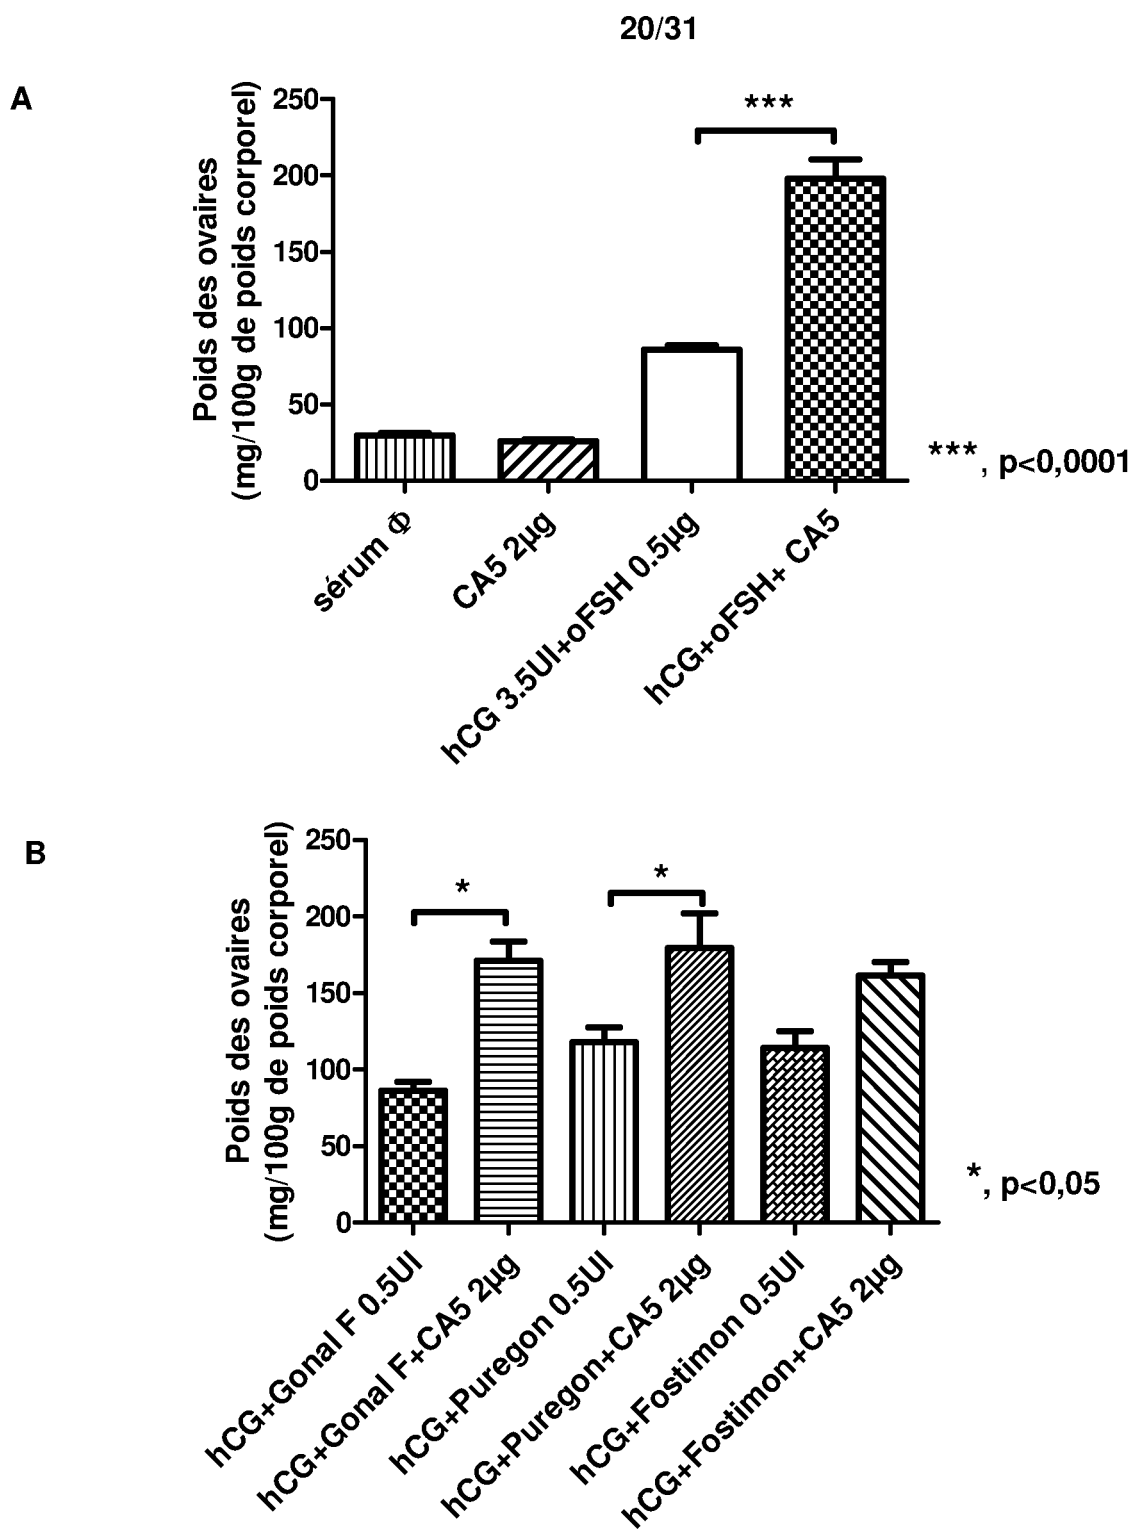 20/31
A
Poids des ovaires
(mg/100g de poids corporel)
250
200
150
100
50
0
***
***, p<0,0001
sérum Φ
CA5 2µg
hCG 3.5UI+oFSH 0.5µg
hCG+oFSH+ CA5
B
Poids des ovaires
(mg/100g de poids corporel)
250
200
150
100
50
0
*
*
*, p<0,05
hCG+Gonal F 0.5UI
hCG+Gonal F+CA5 2µg
hCG+Puregon 0.5UI
hCG+Puregon+CA5 2µg
hCG+Fostimon 0.5UI
hCG+Fostimon+CA5 2µg